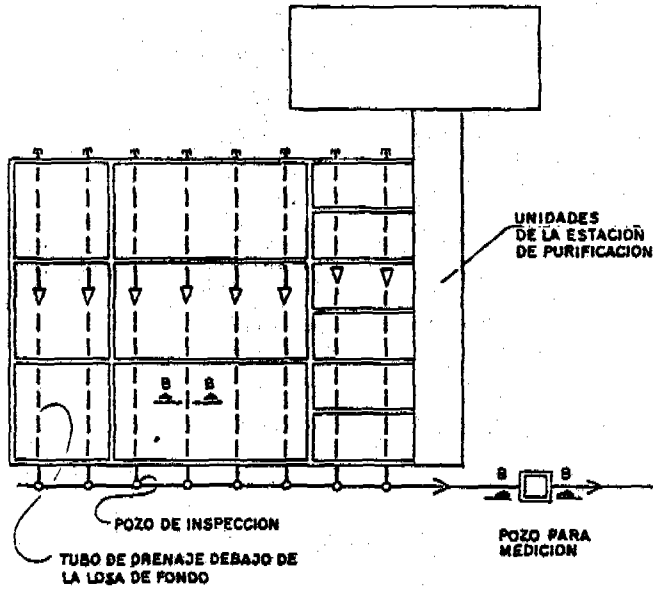 UNIDADES
DE LA ESTACION
DE PURIFICACION
B B
B B
POZO DE INSPECCION
POZO PARA
MEDICION
TUBO DE DRENAJE DEBAJO DE
LA LOSA DE FONDO